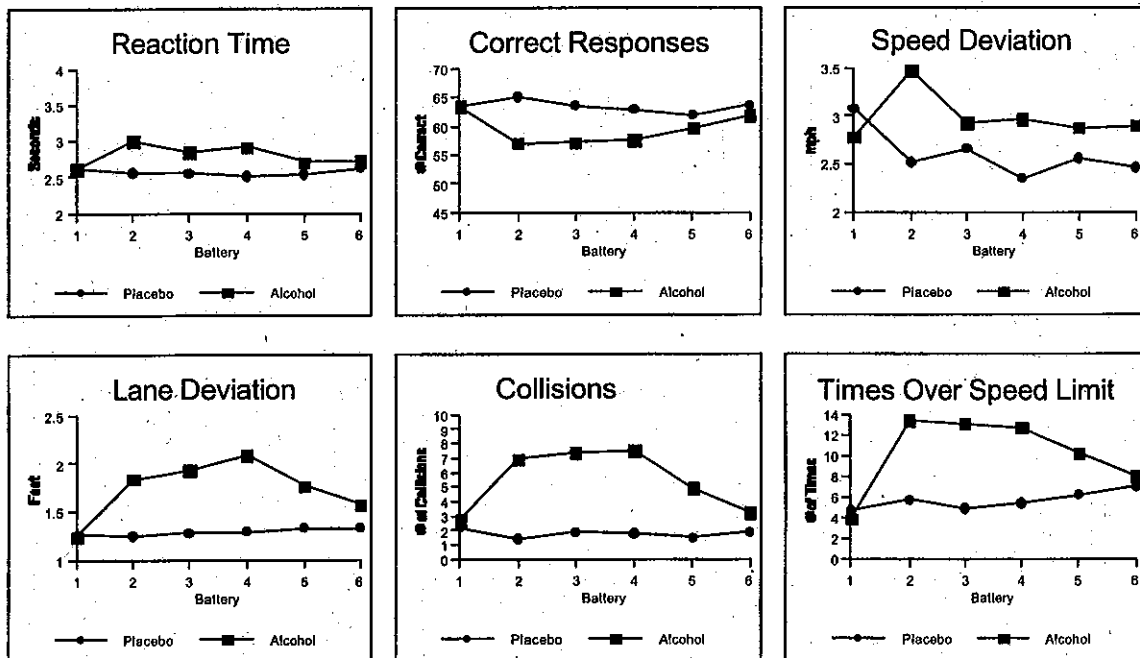 Reaction Time
4
3.5
3
2.5
2
Seconds
1 2 3 4 5 6
Battery
Placebo Alcohol
Correct Responses
70
65
60
55
50
45
# Correct
1 2 3 4 5 6
Battery
Placebo Alcohol
Speed Deviation
3.5
3
2.5
2
mph
1 2 3 4 5 6
Battery
Placebo Alcohol
Lane Deviation
2.5
2
1.5
1
Feet
1 2 3 4 5 6
Battery
Placebo Alcohol
Collisions
10
9
8
7
6
5
4
3
2
1
0
# of Collisions
1 2 3 4 5 6
Battery
Placebo Alcohol
Times Over Speed Limit
14
12
10
8
6
4
2
0
# of Times
1 2 3 4 5 6
Battery
Placebo Alcohol